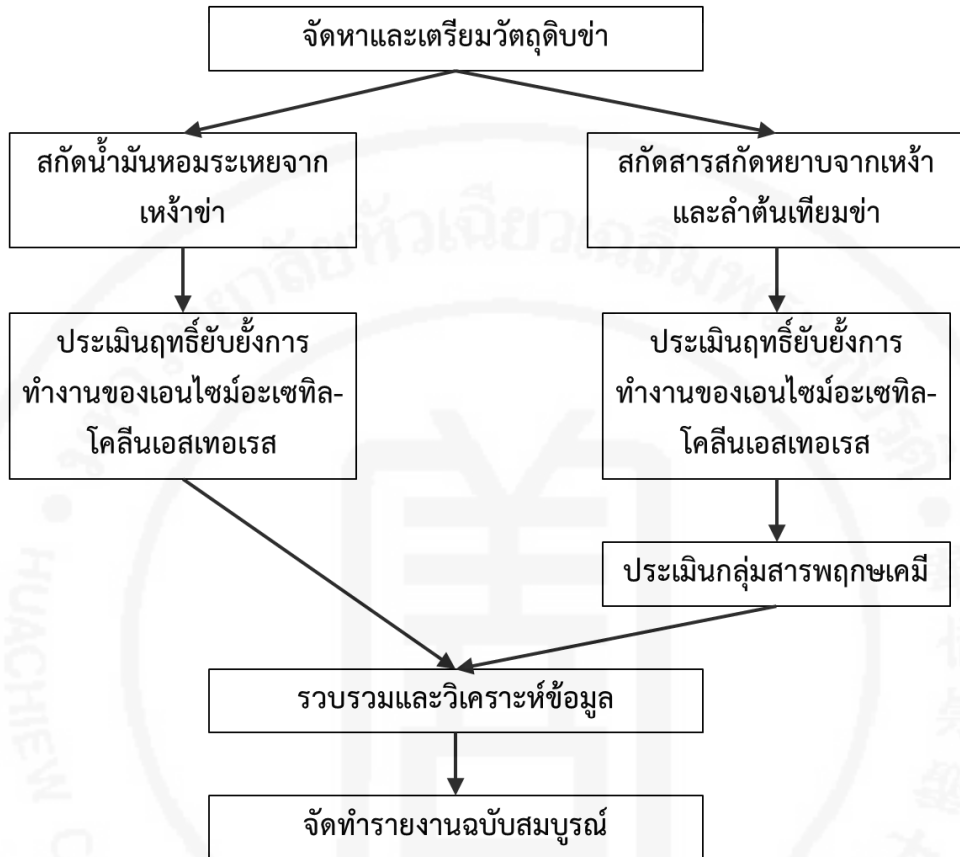 จัดหาและเตรียมวัตถุดิบข่า
สกัดน้ำมันหอมระเหยจาก
เหง้าข่า
สกัดสารสกัดหยาบจากเหง้า
และลำต้นเทียมข่า
ประเมินฤทธิ์ยับยั้งการ
ทำงานของเอนไซม์อะเซทิล-
โคลีนเอสเทอเรส
ประเมินฤทธิ์ยับยั้งการ
ทำงานของเอนไซม์อะเซทิล-
โคลีนเอสเทอเรส
ประเมินกลุ่มสารพฤกษเคมี
รวบรวมและวิเคราะห์ข้อมูล
จัดทำรายงานฉบับสมบูรณ์
HUACHIEW